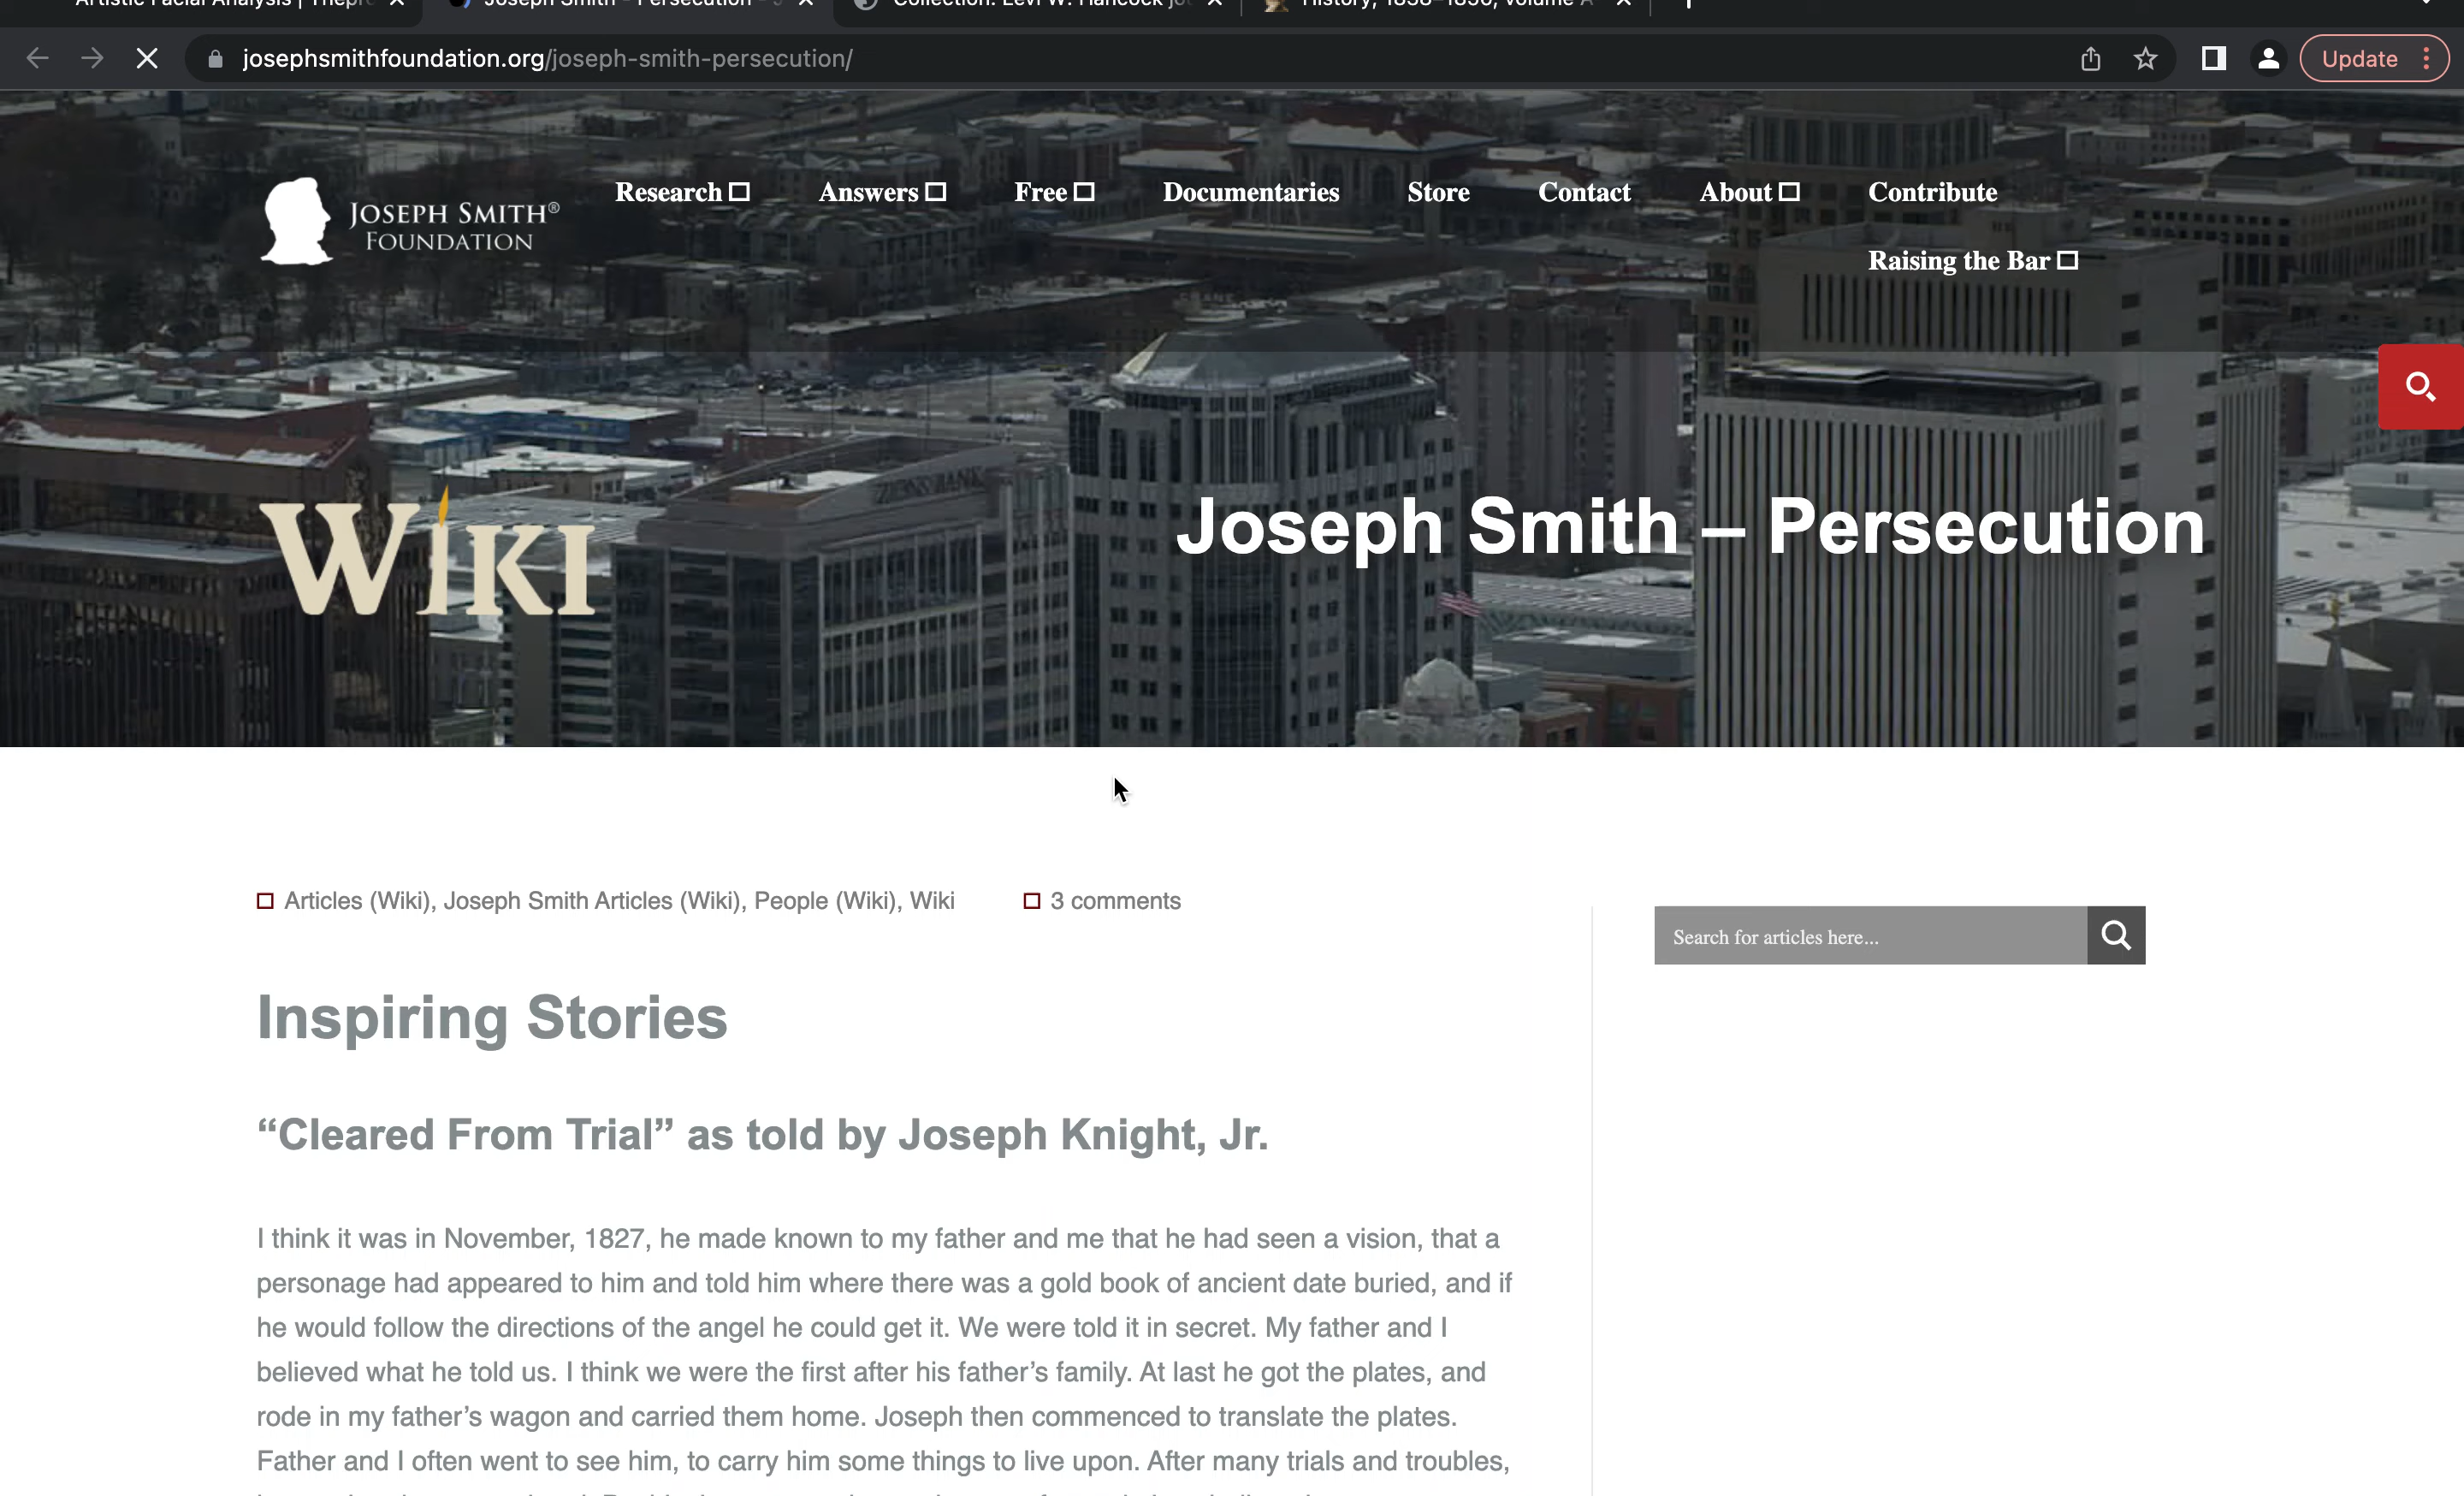 Artistic Facial Analysis | Thepr
Joseph Smith - Persecution - J
Collection: Levi W. Hancock jo
History, 1838–1856, volume A
josephsmithfoundation.org/joseph-smith-persecution/
Update
JOSEPH SMITH®
FOUNDATION
Research
Answers
Free
Documentaries
Store
Contact
About
Contribute
Raising the Bar
ZIONS BANK
WiKI
Joseph Smith – Persecution
Articles (Wiki), Joseph Smith Articles (Wiki), People (Wiki), Wiki
3 comments
Search for articles here...
Inspiring Stories
“Cleared From Trial” as told by Joseph Knight, Jr.
I think it was in November, 1827, he made known to my father and me that he had seen a vision, that a
personage had appeared to him and told him where there was a gold book of ancient date buried, and if
he would follow the directions of the angel he could get it. We were told it in secret. My father and I
believed what he told us. I think we were the first after his father’s family. At last he got the plates, and
rode in my father’s wagon and carried them home. Joseph then commenced to translate the plates.
Father and I often went to see him, to carry him some things to live upon. After many trials and troubles,